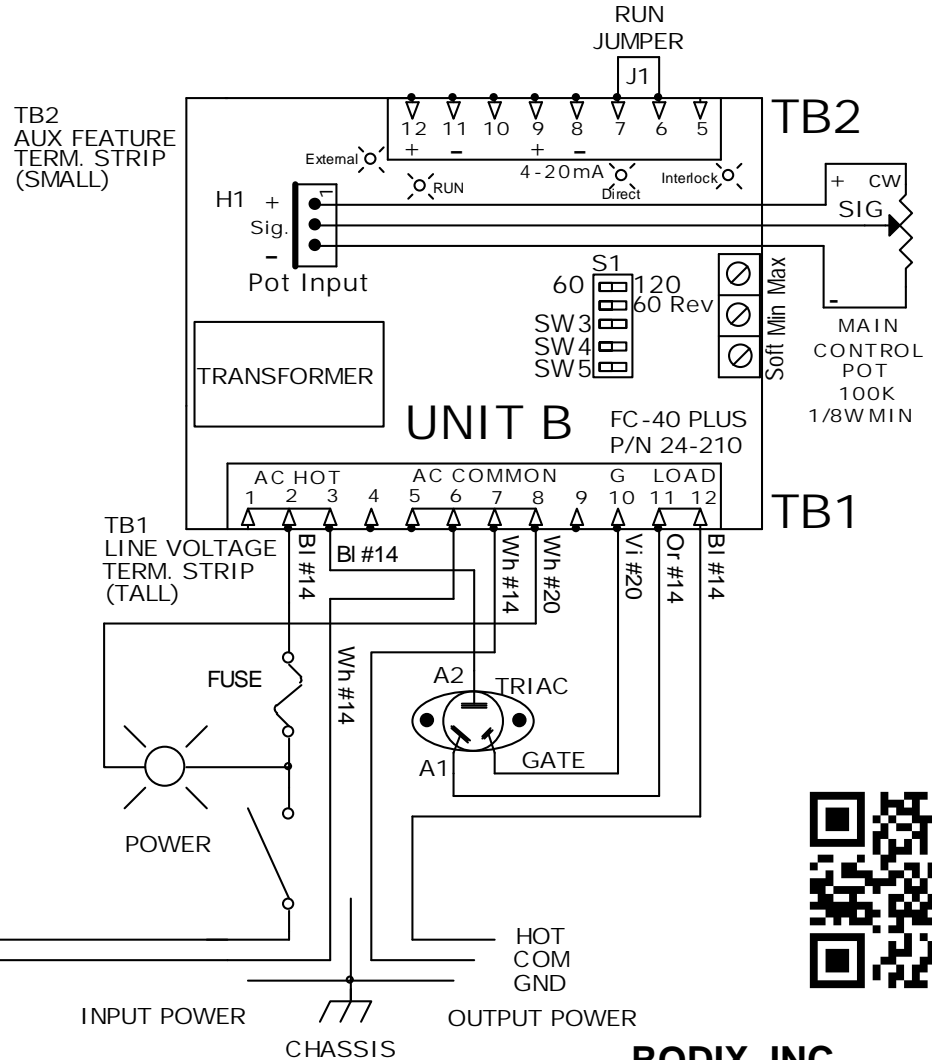 RUN
JUMPER
J1
TB2
AUX FEATURE
TERM. STRIP
(SMALL)
12 11 10 9 8 7 6 5
+ - + -
4-20mA
TB2
External
RUN
Direct
Interlock
H1 +
Sig.
-
1
Pot Input
+ CW
SIG
-
MAIN
CONTROL
POT
100K
1/8W MIN
S1
60 120
60 Rev
SW3
SW4
SW5
Soft Min Max
TRANSFORMER
UNIT B
FC-40 PLUS
P/N 24-210
AC HOT AC COMMON G LOAD
1 2 3 4 5 6 7 8 9 10 11 12
TB1
TB1
LINE VOLTAGE
TERM. STRIP
(TALL)
Bl #14
Bl #14
Wh #14
Wh #20
Vi #20
Or #14
Bl #14
Wh #14
FUSE
A2
TRIAC
A1
GATE
POWER
HOT
COM
GND
INPUT POWER
OUTPUT POWER
CHASSIS